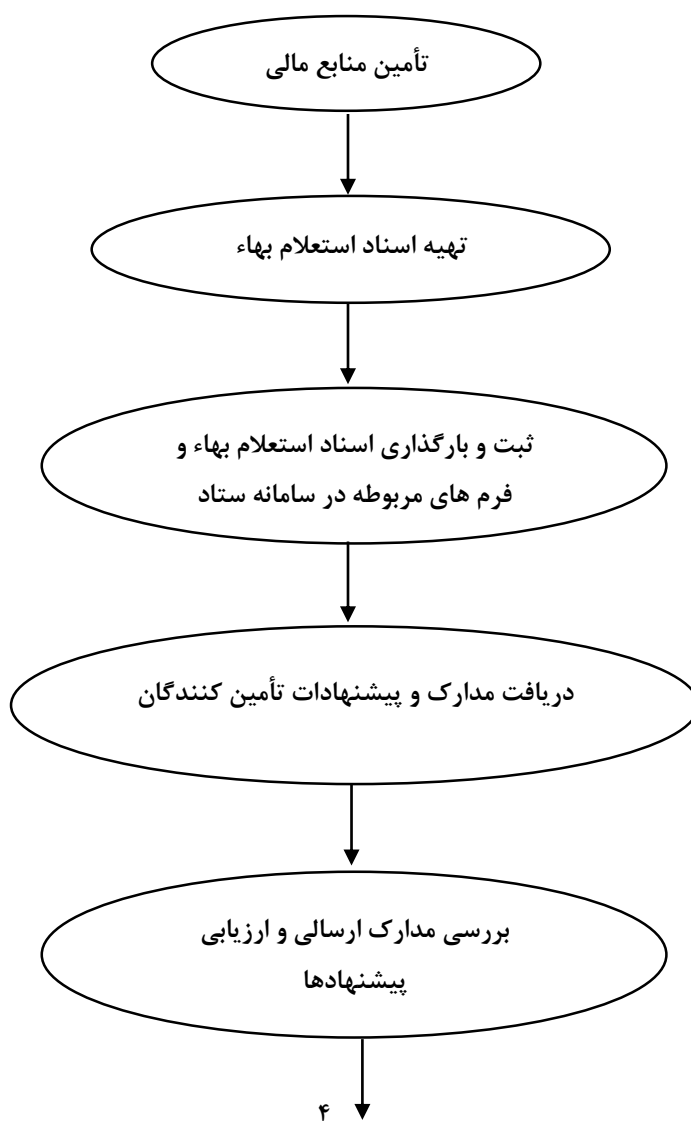 تأمین منابع مالی
تهیه اسناد استعلام بهاء
ثبت و بارگذاری اسناد استعلام بهاء و
فرم های مربوطه در سامانه ستاد
دریافت مدارک و پیشنهادات تأمین کنندگان
بررسی مدارک ارسالی و ارزیابی
پیشنهادها
۴